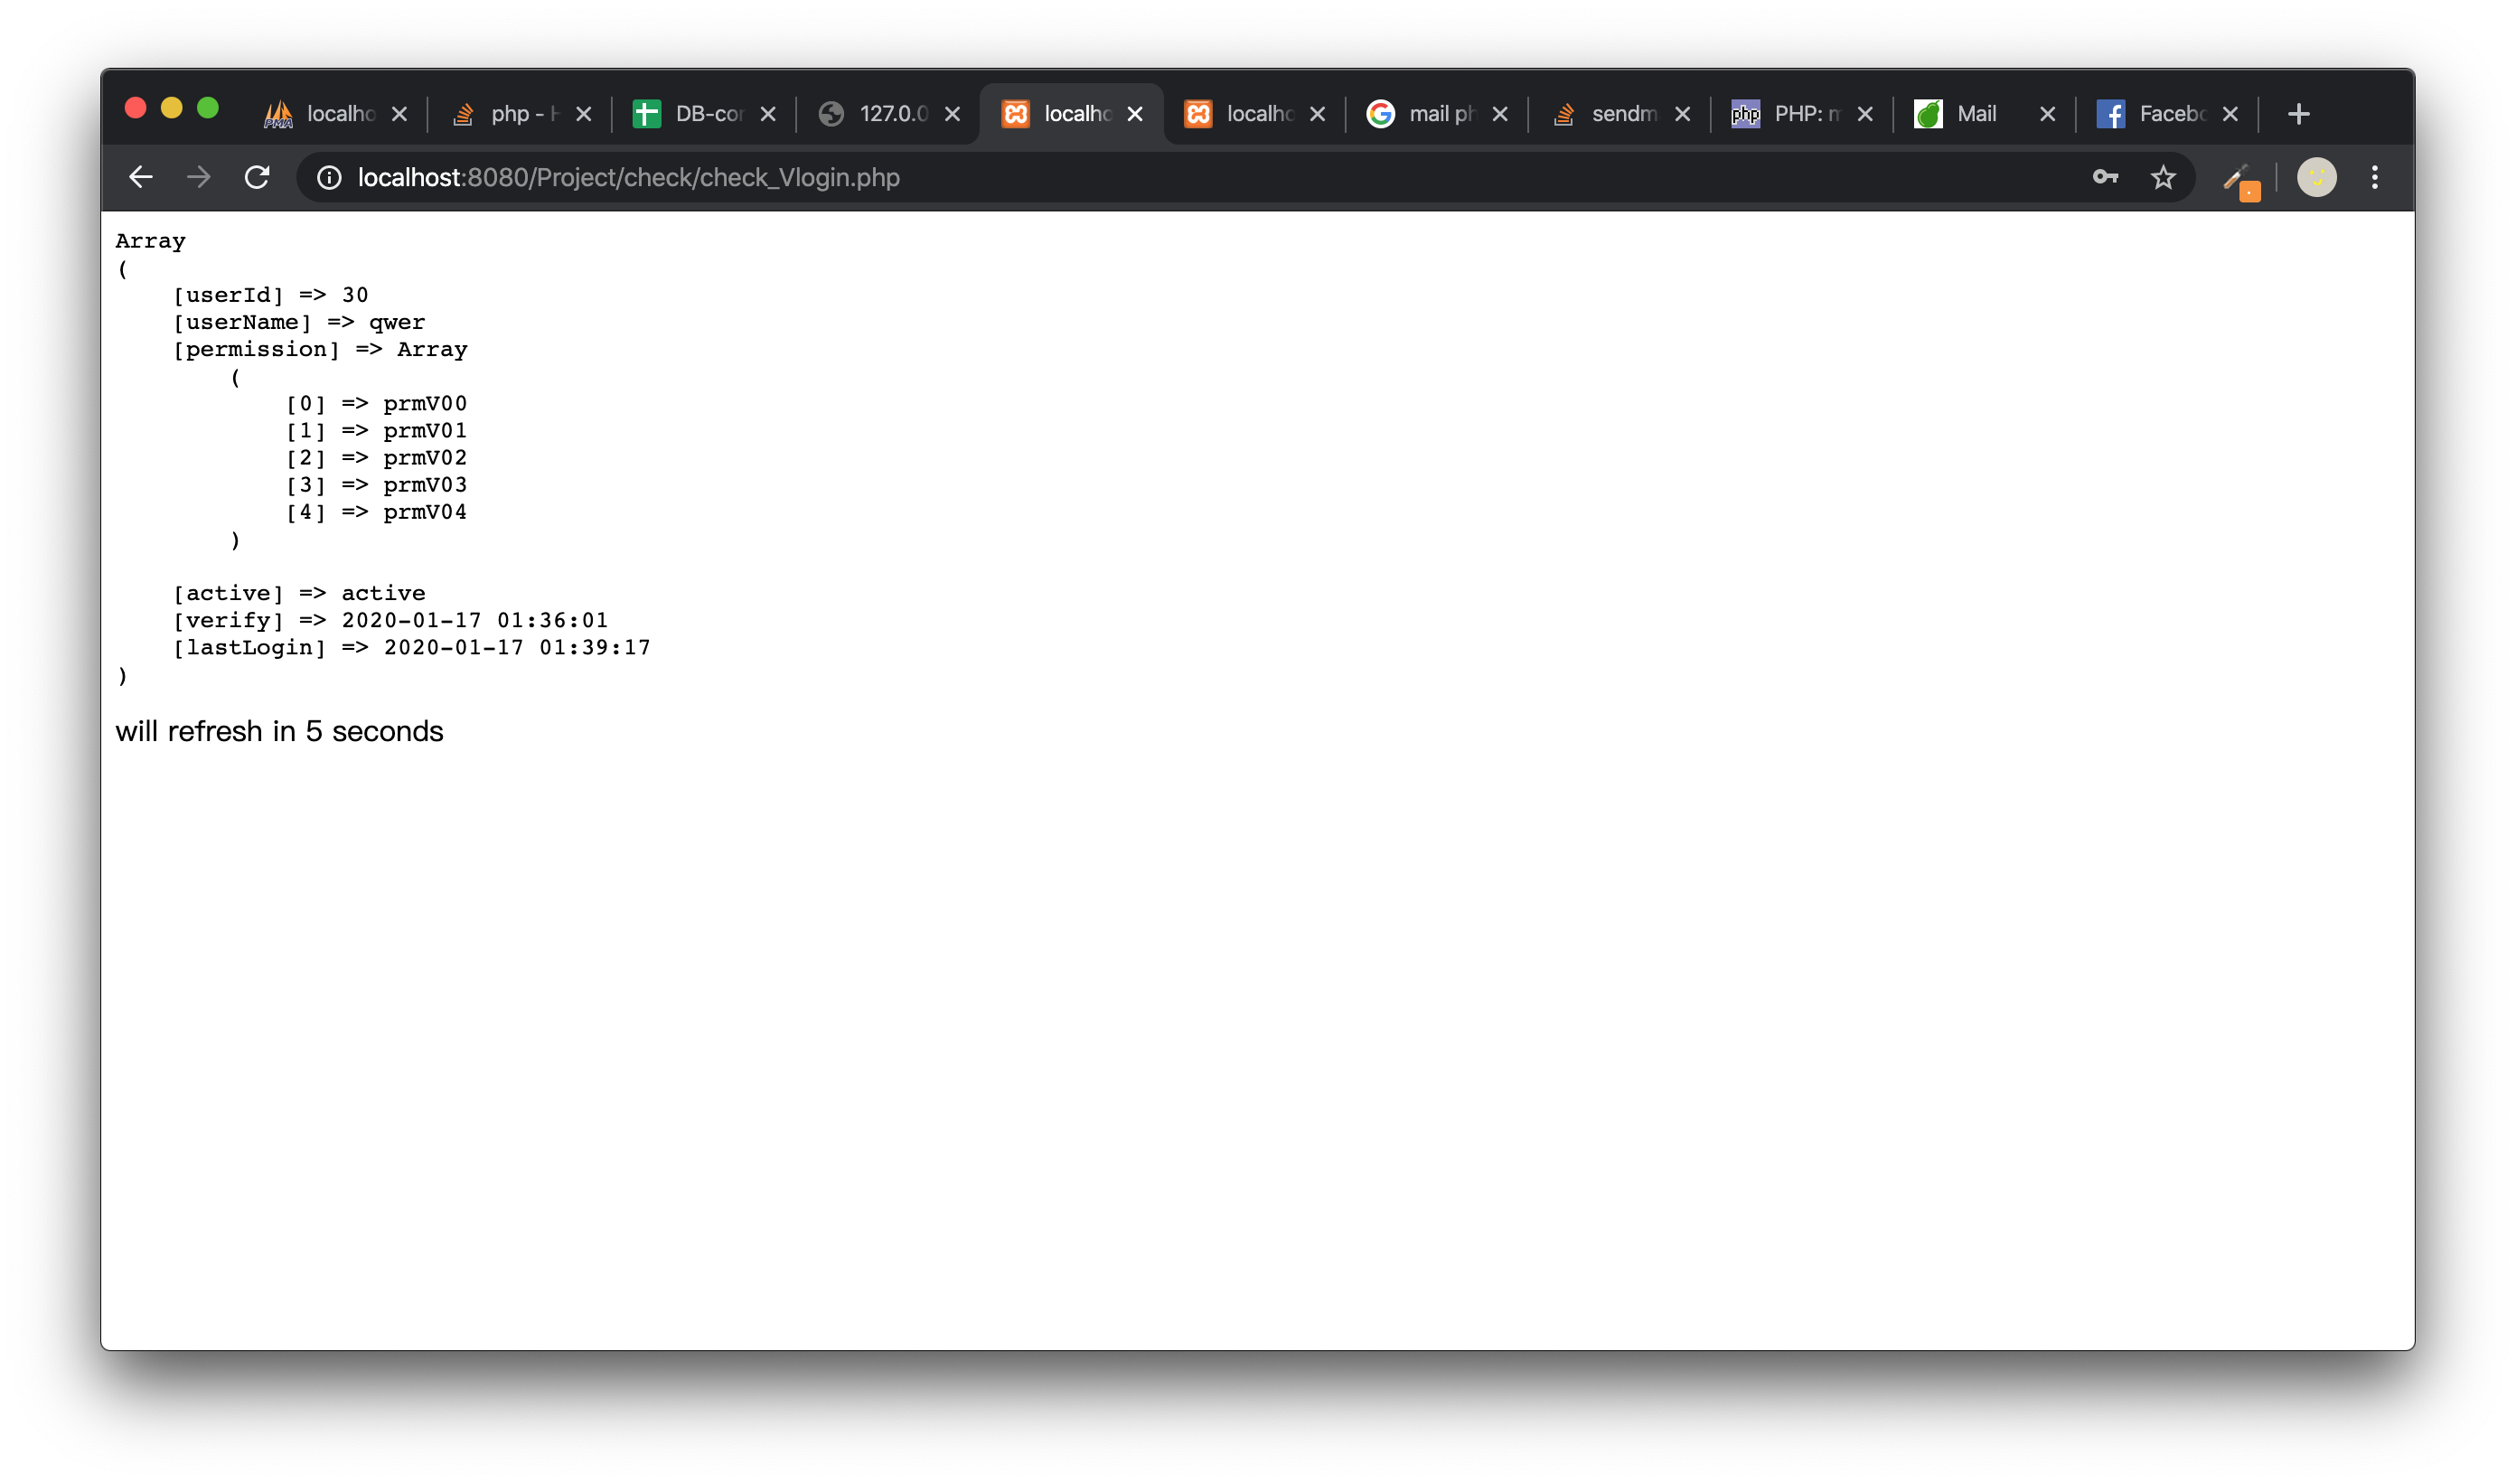 PMA localho
php - H
DB-cor
127.0.0
localho
localho
mail ph
sendm
php PHP: m
Mail
Facebo
localhost:8080/Project/check/check_Vlogin.php
Array
(
    [userId] => 30
    [userName] => qwer
    [permission] => Array
        (
            [0] => prmV00
            [1] => prmV01
            [2] => prmV02
            [3] => prmV03
            [4] => prmV04
        )
    [active] => active
    [verify] => 2020-01-17 01:36:01
    [lastLogin] => 2020-01-17 01:39:17
)
will refresh in 5 seconds